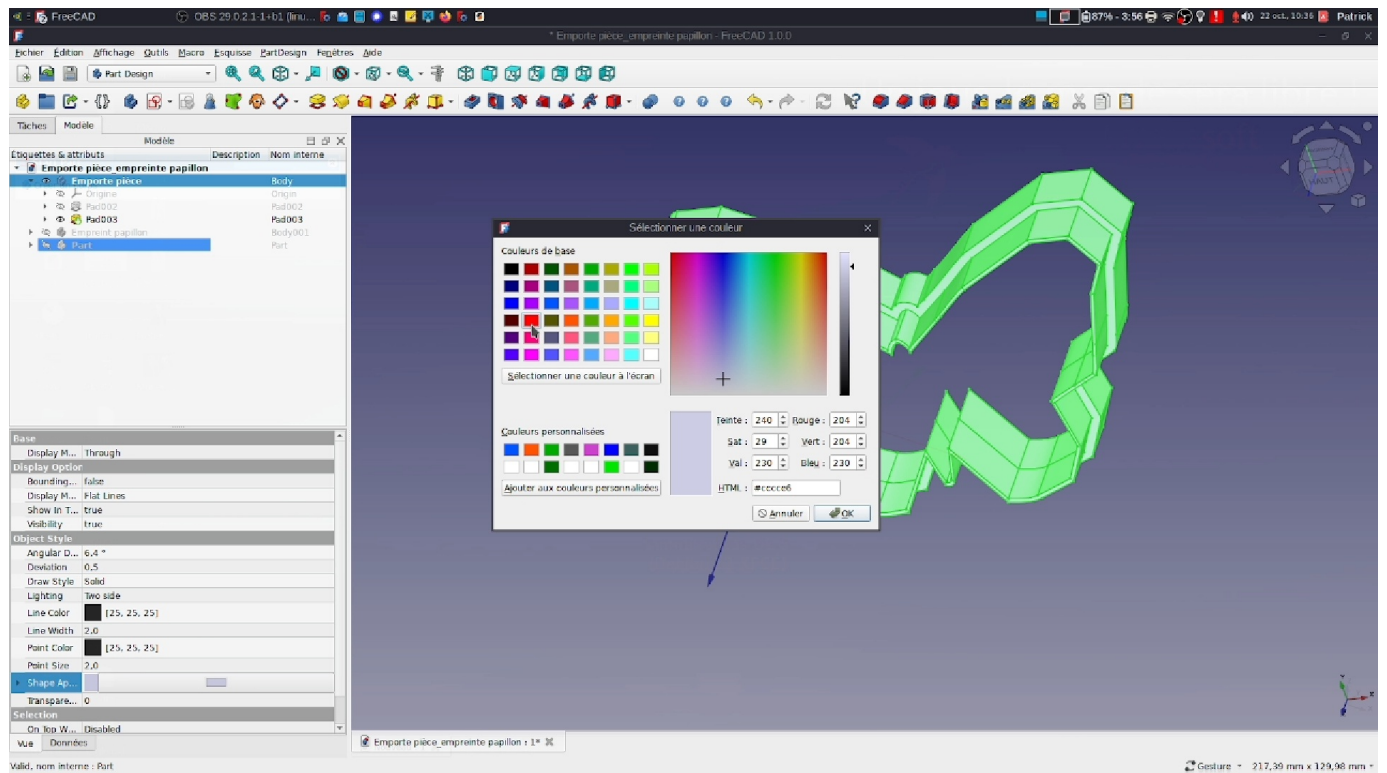 FreeCAD
OBS 29.0.2.1-1+b1 (linu...
87% - 3:56
22 oct., 10:36
Patrick
* Emporte pièce_empreinte papillon - FreeCAD 1.0.0
Fichier Édition Affichage Outils Macro Esquisse PartDesign Fenêtres Aide
Part Design
Tâches Modèle
Modèle
Étiquettes & attributs Description Nom interne
Emporte pièce_empreinte papillon
Emporte pièce Body
Origine Origin
Pad002 Pad002
Pad003 Pad003
Empreint papillon Body001
Part Part
Sélectionner une couleur
Couleurs de base
Sélectionner une couleur à l'écran
Couleurs personnalisées
Ajouter aux couleurs personnalisées
Teinte : 240 Rouge : 204
Sat : 29 Vert : 204
Val : 230 Bleu : 230
HTML : #cccce6
Annuler OK
Base
Display M... Through
Display Option
Bounding... false
Display M... Flat Lines
Show In T... true
Visibility true
Object Style
Angular D... 6.4 °
Deviation 0.5
Draw Style Solid
Lighting Two side
Line Color [25, 25, 25]
Line Width 2.0
Point Color [25, 25, 25]
Point Size 2.0
Shape Ap...
Transpare... 0
Selection
On Top W... Disabled
Vue Données
Emporte pièce_empreinte papillon : 1*
Valid, nom interne : Part
Gesture 217,39 mm x 129,98 mm